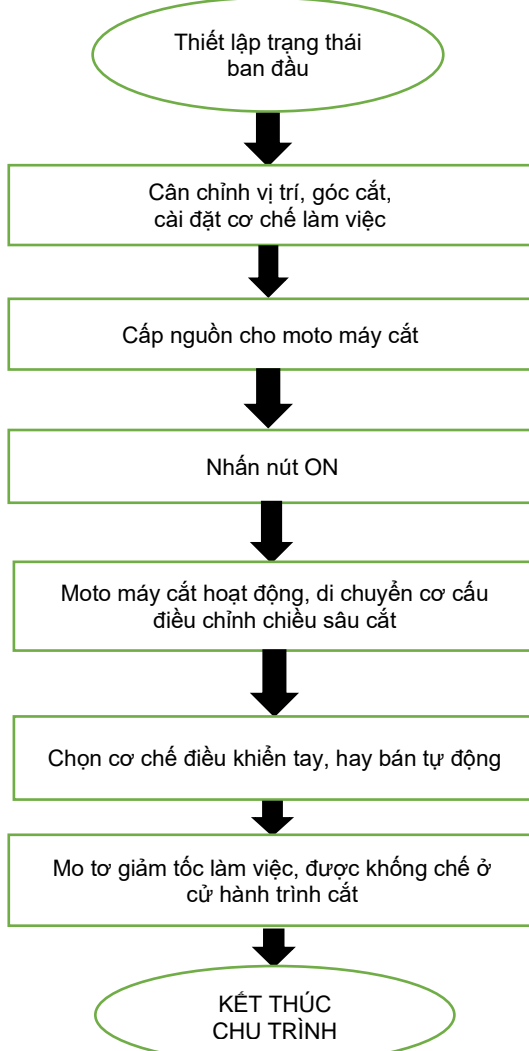 Thiết lập trạng thái
ban đầu
Cân chỉnh vị trí, góc cắt,
cài đặt cơ chế làm việc
Cấp nguồn cho moto máy cắt
Nhấn nút ON
Moto máy cắt hoạt động, di chuyển cơ cấu
điều chỉnh chiều sâu cắt
Chọn cơ chế điều khiển tay, hay bán tự động
Mo tơ giảm tốc làm việc, được khống chế ở
cử hành trình cắt
KẾT THÚC
CHU TRÌNH